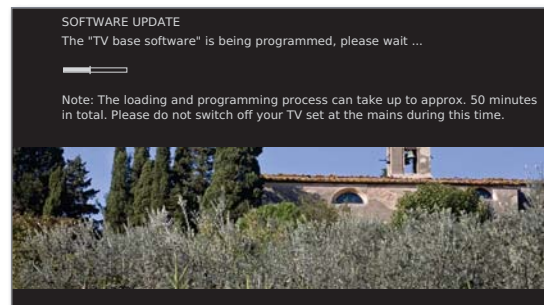 SOFTWARE UPDATE
The "TV base software" is being programmed, please wait ...
Note: The loading and programming process can take up to approx. 50 minutes
in total. Please do not switch off your TV set at the mains during this time.